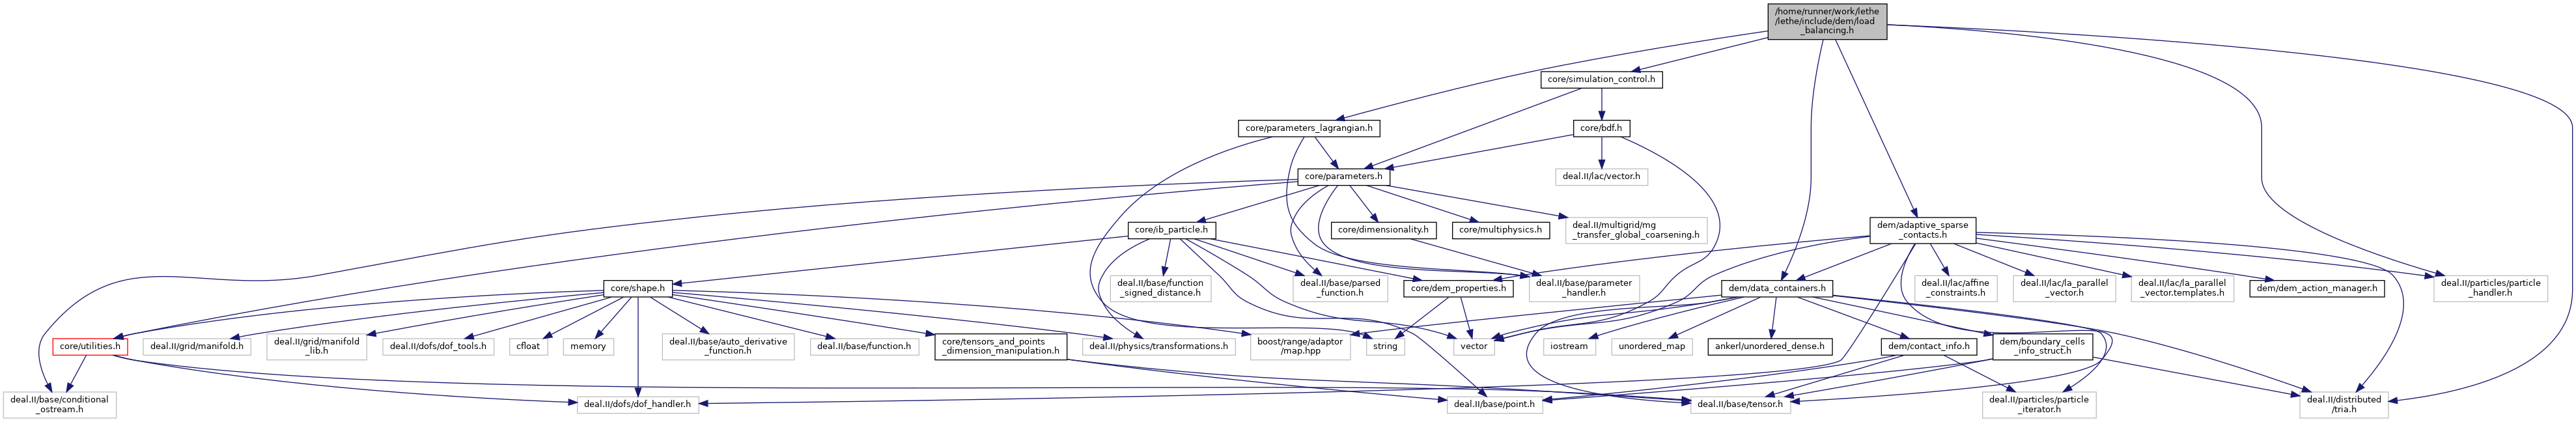 /home/runner/work/lethe
/lethe/include/dem/load
_balancing.h
core/simulation_control.h
core/parameters_lagrangian.h
core/bdf.h
core/parameters.h
deal.II/lac/vector.h
core/ib_particle.h
core/dimensionality.h
core/multiphysics.h
deal.II/multigrid/mg
_transfer_global_coarsening.h
dem/adaptive_sparse
_contacts.h
core/shape.h
deal.II/base/function
_signed_distance.h
deal.II/base/parsed
_function.h
core/dem_properties.h
deal.II/base/parameter
_handler.h
dem/data_containers.h
deal.II/lac/affine
_constraints.h
deal.II/lac/la_parallel
_vector.h
deal.II/lac/la_parallel
_vector.templates.h
dem/dem_action_manager.h
deal.II/particles/particle
_handler.h
core/utilities.h
deal.II/grid/manifold.h
deal.II/grid/manifold
_lib.h
deal.II/dofs/dof_tools.h
cfloat
memory
deal.II/base/auto_derivative
_function.h
deal.II/base/function.h
core/tensors_and_points
_dimension_manipulation.h
deal.II/physics/transformations.h
boost/range/adaptor
/map.hpp
string
vector
iostream
unordered_map
ankerl/unordered_dense.h
dem/contact_info.h
dem/boundary_cells
_info_struct.h
deal.II/base/conditional
_ostream.h
deal.II/dofs/dof_handler.h
deal.II/base/point.h
deal.II/base/tensor.h
deal.II/particles/particle
_iterator.h
deal.II/distributed
/tria.h